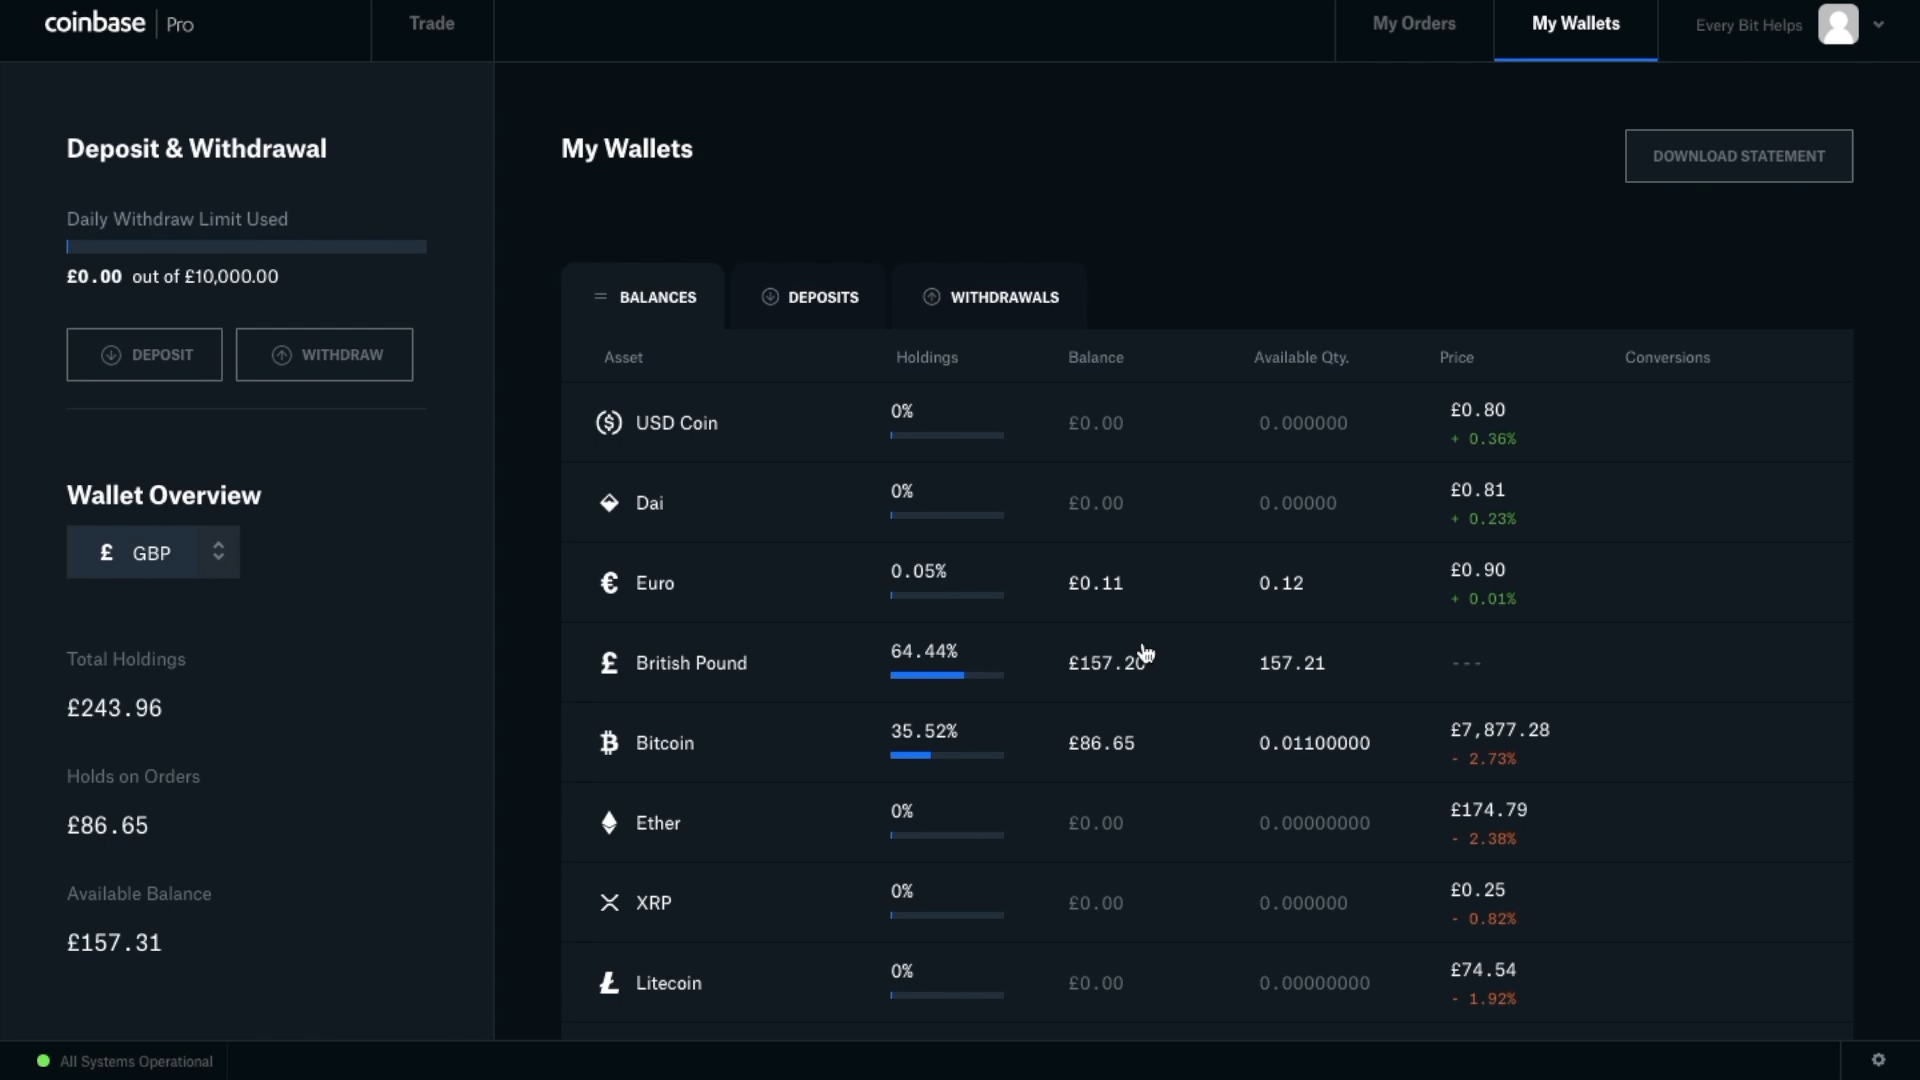 coinbase | Pro
Trade
My Orders
My Wallets
Every Bit Helps
Deposit & Withdrawal
Daily Withdraw Limit Used
£0.00 out of £10,000.00
DEPOSIT
WITHDRAW
Wallet Overview
£ GBP
Total Holdings
£243.96
Holds on Orders
£86.65
Available Balance
£157.31
My Wallets
DOWNLOAD STATEMENT
BALANCES
DEPOSITS
WITHDRAWALS
Asset Holdings Balance Available Qty. Price Conversions
USD Coin 0% £0.00 0.000000 £0.80
+ 0.36%
Dai 0% £0.00 0.00000 £0.81
+ 0.23%
Euro 0.05% £0.11 0.12 £0.90
+ 0.01%
British Pound 64.44% £157.20 157.21 ---
Bitcoin 35.52% £86.65 0.01100000 £7,877.28
- 2.73%
Ether 0% £0.00 0.00000000 £174.79
- 2.38%
XRP 0% £0.00 0.000000 £0.25
- 0.82%
Litecoin 0% £0.00 0.00000000 £74.54
- 1.92%
All Systems Operational